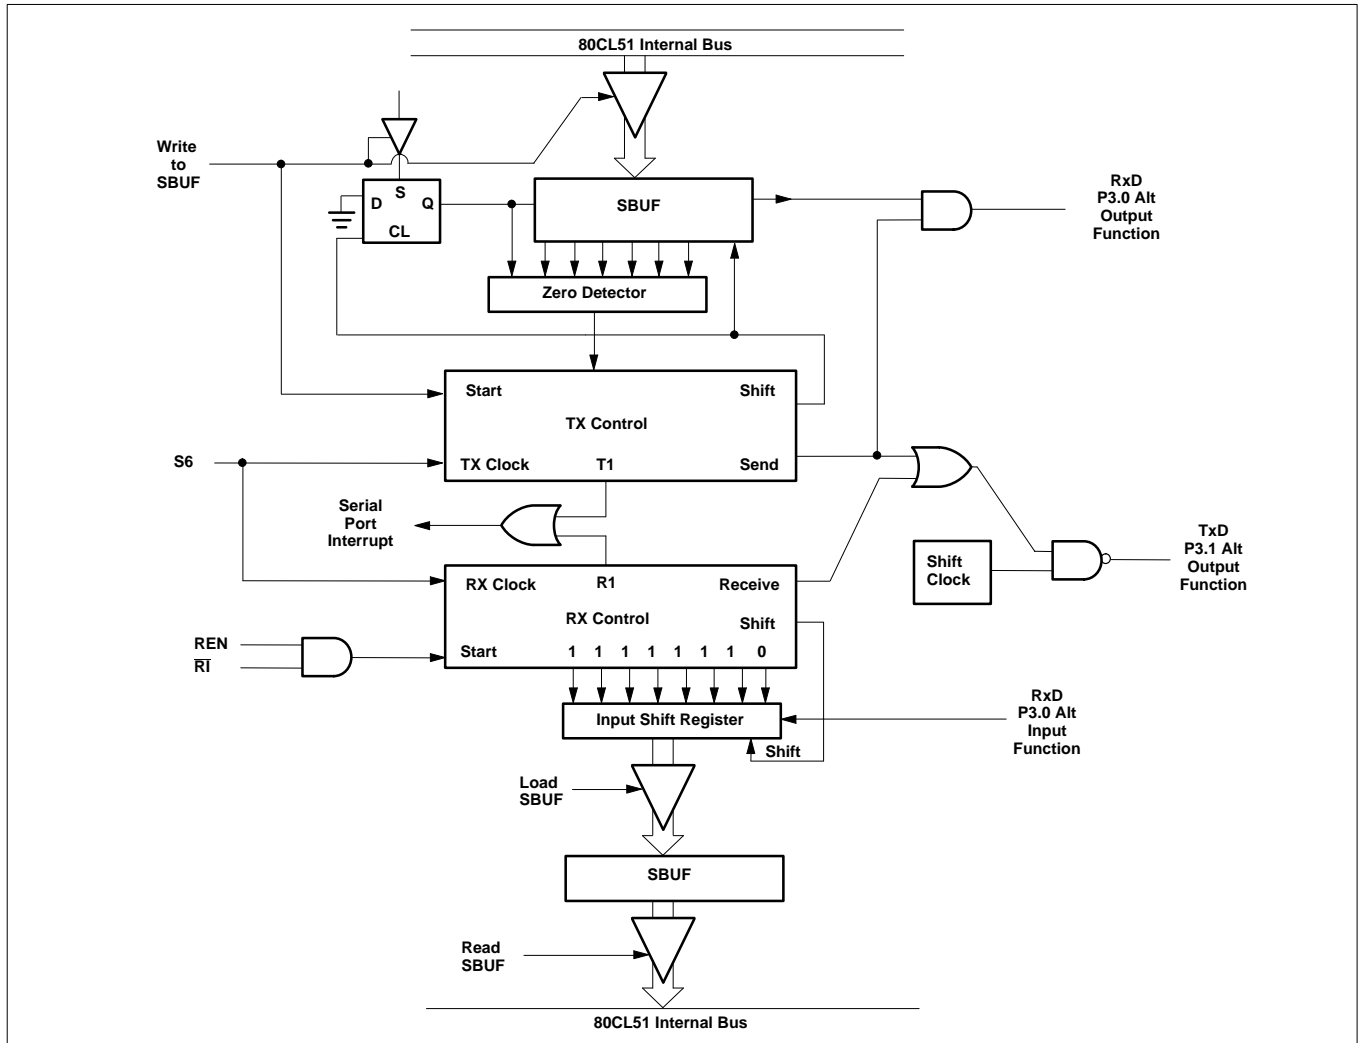 80CL51 Internal Bus
Write
to
SBUF
S
D
Q
CL
SBUF
RxD
P3.0 Alt
Output
Function
Zero Detector
Start
Shift
TX Control
S6
TX Clock
T1
Send
Serial
Port
Interrupt
TxD
P3.1 Alt
Output
Function
Shift
Clock
RX Clock
R1
Receive
RX Control
Shift
REN
RI
Start
1 1 1 1 1 1 1 0
Input Shift Register
RxD
P3.0 Alt
Input
Function
Shift
Load
SBUF
SBUF
Read
SBUF
80CL51 Internal Bus